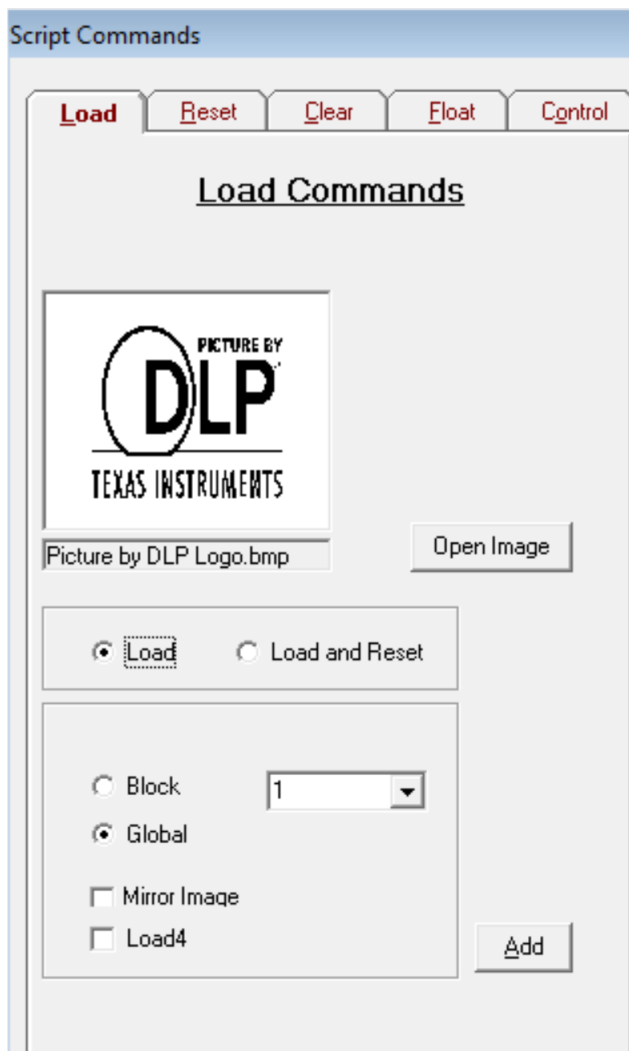 Script Commands
Load Reset Clear Float Control
Load Commands
PICTURE BY
DLP
TEXAS INSTRUMENTS
Picture by DLP Logo.bmp
Open Image
Load Load and Reset
Block 1
Global
Mirror Image
Load4
Add